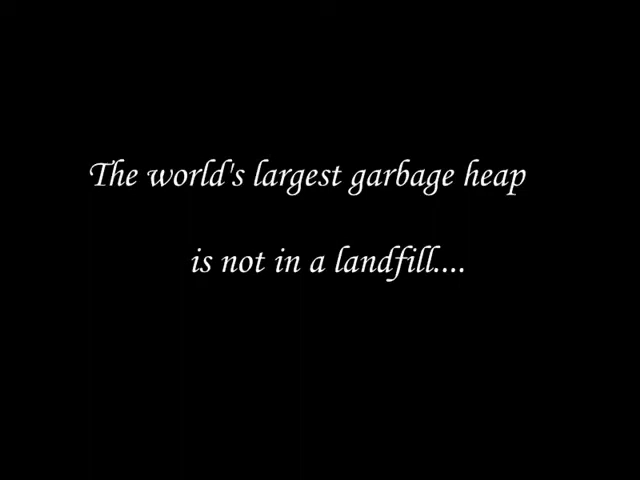 The world's largest garbage heap
is not in a landfill....